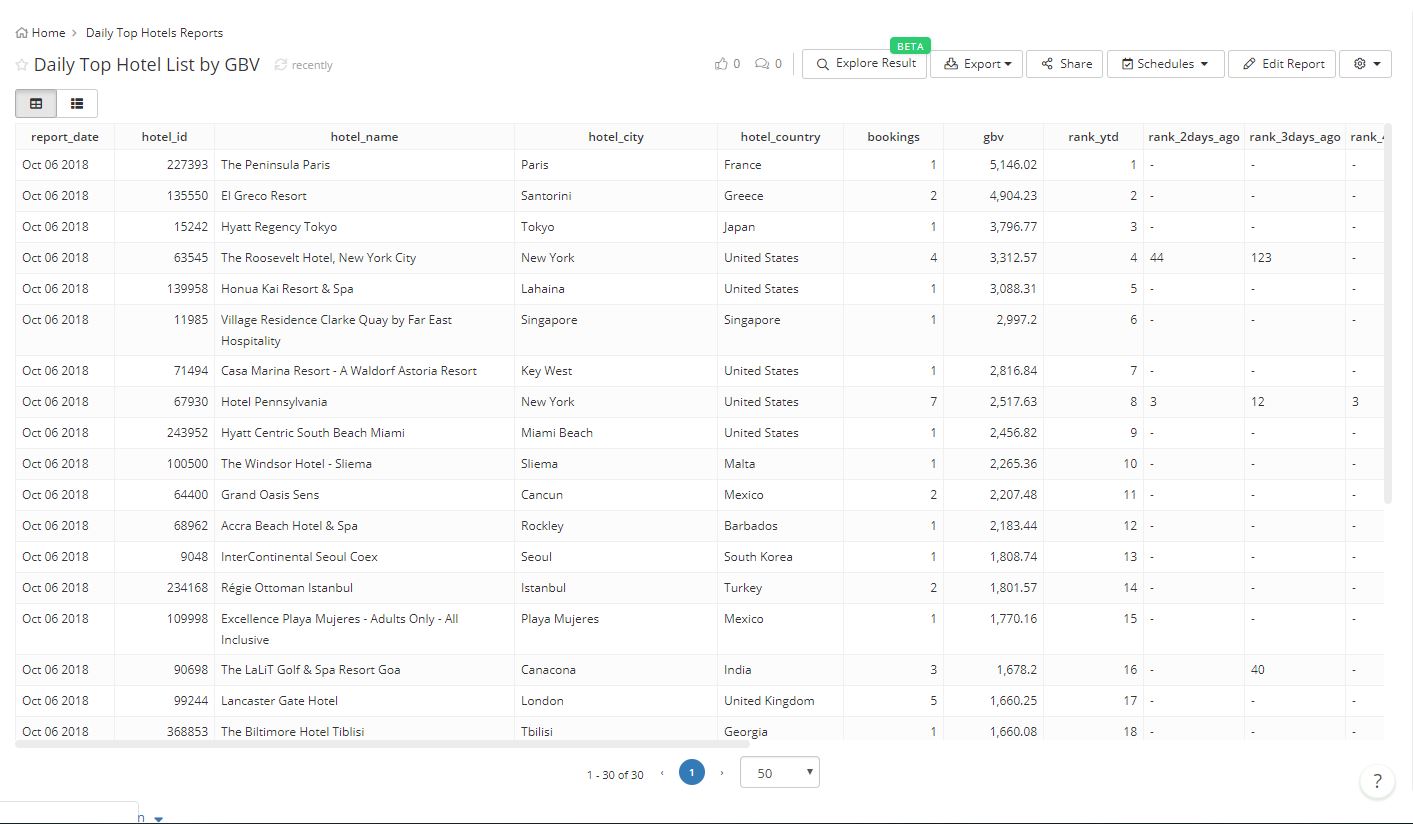 Home > Daily Top Hotels Reports
BETA
Daily Top Hotel List by GBV recently 0 0 Explore Result Export Share Schedules Edit Report
report_date hotel_id hotel_name hotel_city hotel_country bookings gbv rank_ytd rank_2days_ago rank_3days_ago rank_4
Oct 06 2018 227393 The Peninsula Paris Paris France 1 5,146.02 1 - - -
Oct 06 2018 135550 El Greco Resort Santorini Greece 2 4,904.23 2 - - -
Oct 06 2018 15242 Hyatt Regency Tokyo Tokyo Japan 1 3,796.77 3 - - -
Oct 06 2018 63545 The Roosevelt Hotel, New York City New York United States 4 3,312.57 4 44 123 -
Oct 06 2018 139958 Honua Kai Resort & Spa Lahaina United States 1 3,088.31 5 - - -
Oct 06 2018 11985 Village Residence Clarke Quay by Far East Singapore Singapore 1 2,997.2 6 - - -
Hospitality
Oct 06 2018 71494 Casa Marina Resort - A Waldorf Astoria Resort Key West United States 1 2,816.84 7 - - -
Oct 06 2018 67930 Hotel Pennsylvania New York United States 7 2,517.63 8 3 12 3
Oct 06 2018 243952 Hyatt Centric South Beach Miami Miami Beach United States 1 2,456.82 9 - - -
Oct 06 2018 100500 The Windsor Hotel - Sliema Sliema Malta 1 2,265.36 10 - - -
Oct 06 2018 64400 Grand Oasis Sens Cancun Mexico 2 2,207.48 11 - - -
Oct 06 2018 68962 Accra Beach Hotel & Spa Rockley Barbados 1 2,183.44 12 - - -
Oct 06 2018 9048 InterContinental Seoul Coex Seoul South Korea 1 1,808.74 13 - - -
Oct 06 2018 234168 Régie Ottoman Istanbul Istanbul Turkey 2 1,801.57 14 - - -
Oct 06 2018 109998 Excellence Playa Mujeres - Adults Only - All Playa Mujeres Mexico 1 1,770.16 15 - - -
Inclusive
Oct 06 2018 90698 The LaLiT Golf & Spa Resort Goa Canacona India 3 1,678.2 16 - 40 -
Oct 06 2018 99244 Lancaster Gate Hotel London United Kingdom 5 1,660.25 17 - - -
Oct 06 2018 368853 The Biltimore Hotel Tiblisi Tbilisi Georgia 1 1,660.08 18 - - -
1 - 30 of 30 ‹ 1 › 50
?
n